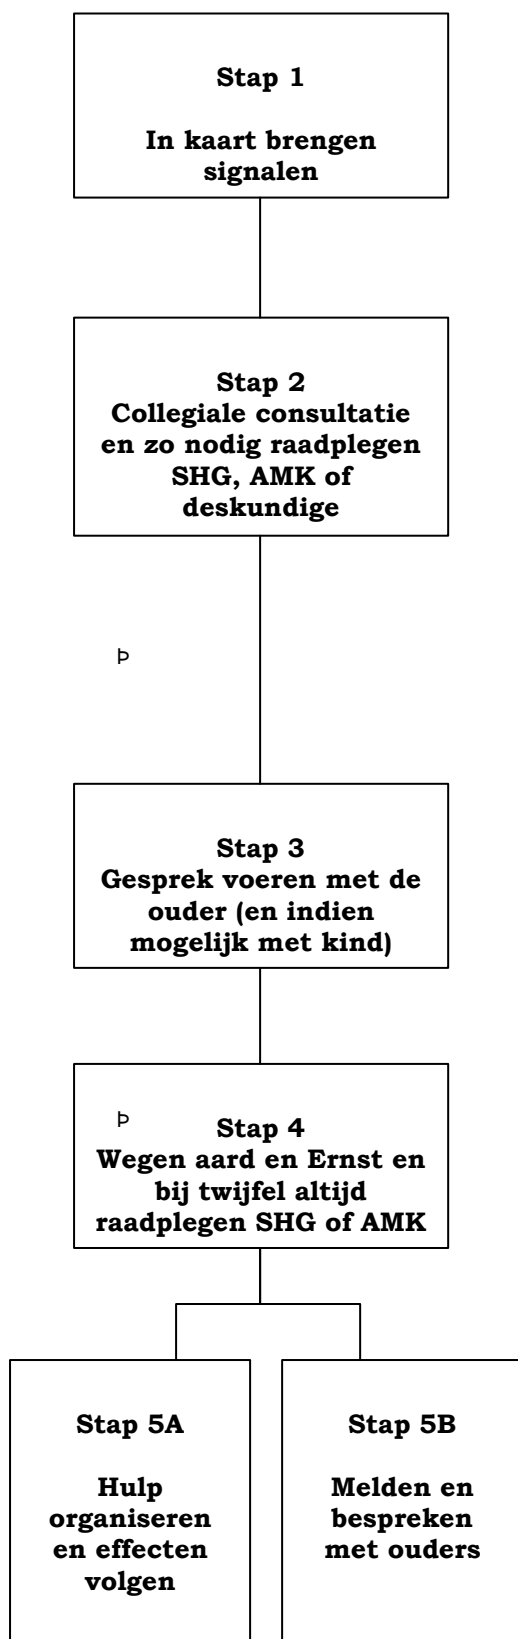 Stap 1
In kaart brengen
signalen
Stap 2
Collegiale consultatie
en zo nodig raadplegen
SHG, AMK of
deskundige
Þ
Stap 3
Gesprek voeren met de
ouder (en indien
mogelijk met kind)
Þ
Stap 4
Wegen aard en Ernst en
bij twijfel altijd
raadplegen SHG of AMK
Stap 5A
Hulp
organiseren
en effecten
volgen
Stap 5B
Melden en
bespreken
met ouders